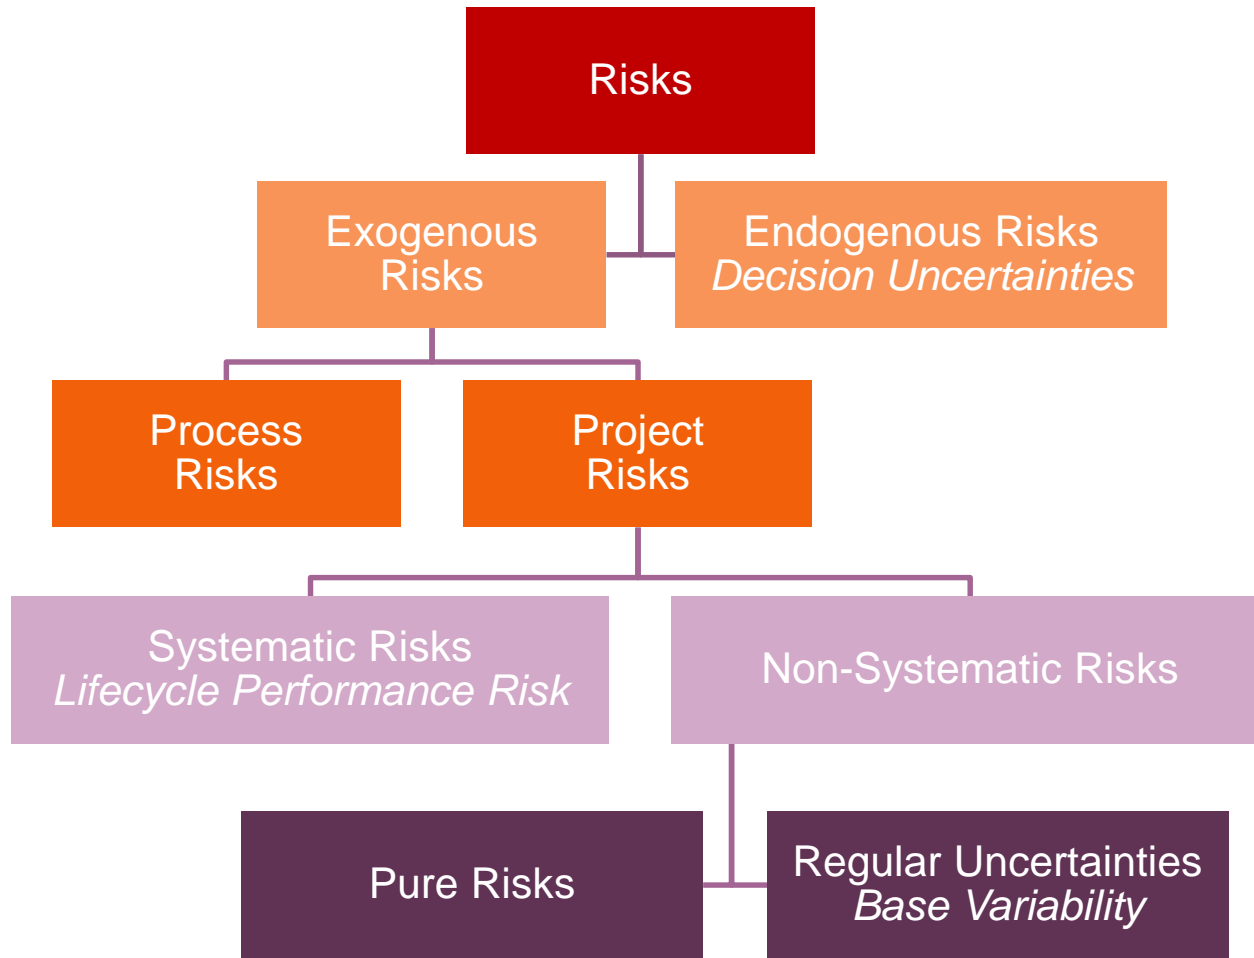 Risks
Exogenous
Risks
Endogenous Risks
Decision Uncertainties
Process
Risks
Project
Risks
Systematic Risks
Lifecycle Performance Risk
Non-Systematic Risks
Pure Risks
Regular Uncertainties
Base Variability